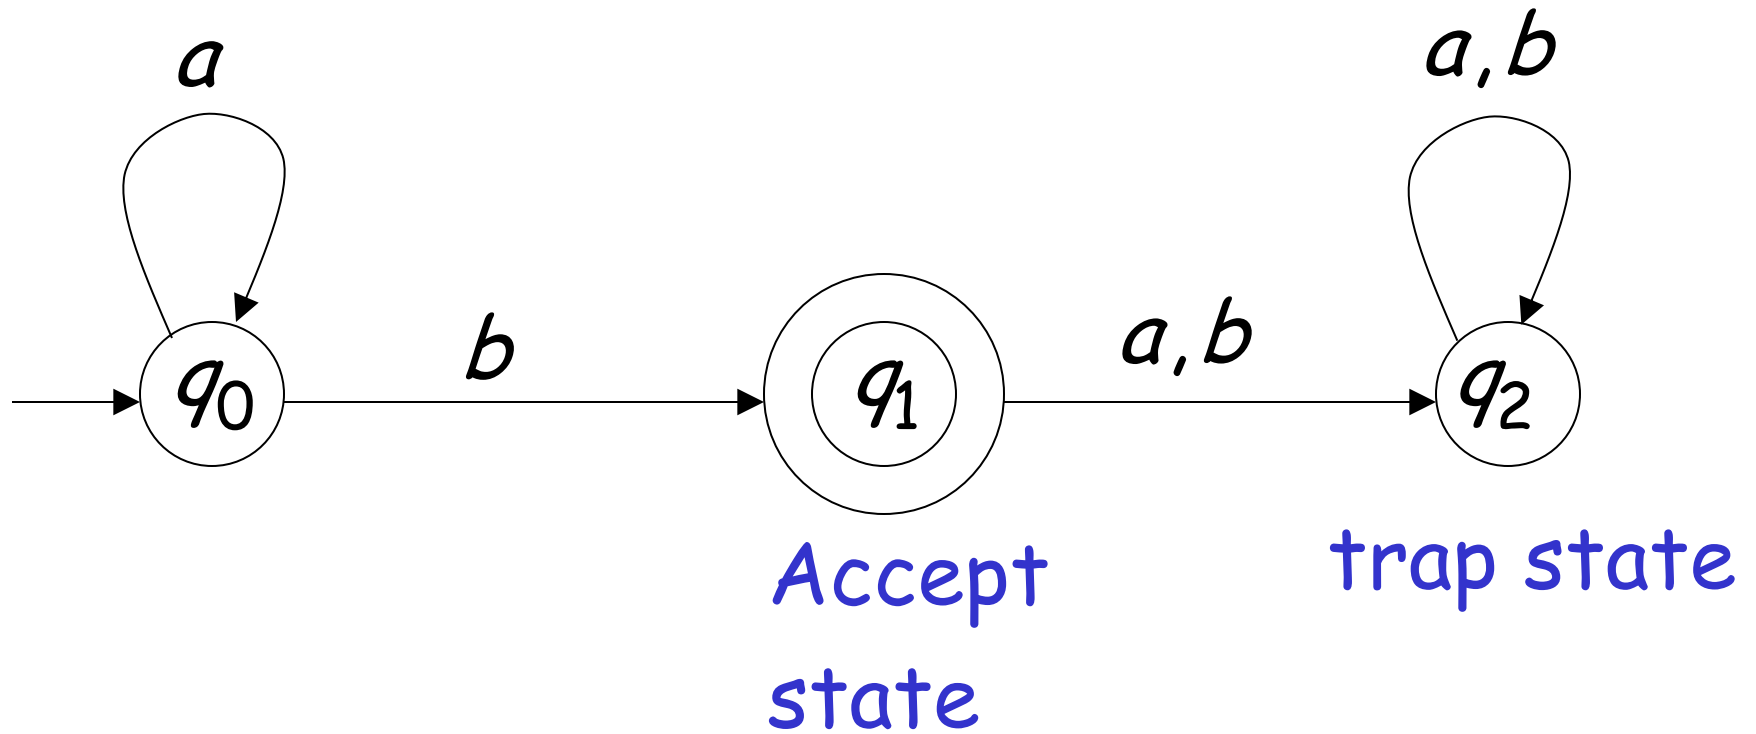 a
a,b
b
a,b
q0
q1
q2
Accept
state
trap state